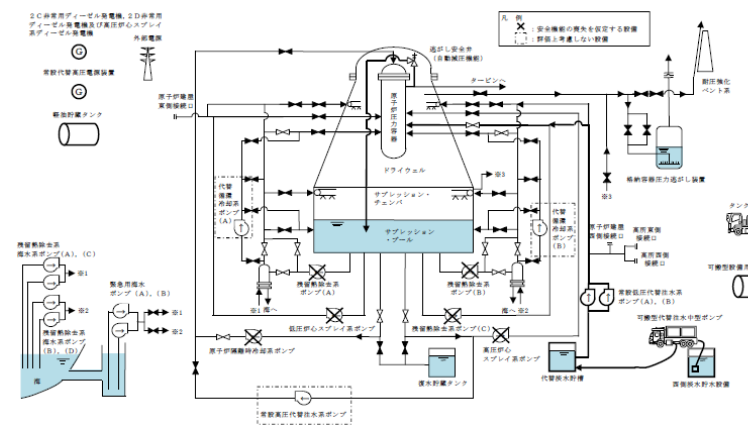 2C非常用ディーゼル発電機，2D非常用
ディーゼル発電機及び高圧炉心スプレイ
系ディーゼル発電機
外部電源
G
常設代替高圧電源装置
G
軽油貯蔵タンク
凡 例
：安全機能の喪失を仮定する設備
：評価上考慮しない設備
逃がし安全弁
（自動減圧機能）
タービンへ
耐圧強化
ベント系
原子炉建屋
東側接続口
原子炉圧力容器
格納容器圧力逃がし装置
ドライウェル
※3
※3
サプレッション・
チェンバ
サプレッション
・プール
代替
循環
冷却系
ポンプ
(A)
代替
循環
冷却系
ポンプ
(B)
タンク
原子炉建屋
西側接続口
高所東側
接続口
高所西側
接続口
可搬型設備用
残留熱除去系
海水系ポンプ(A)，(C)
※1
※2
緊急用海水
ポンプ(A)，(B)
※1
※2
残留熱除去系
海水系ポンプ
(B)，(D)
海
残留熱除去系
ポンプ(A)
残留熱除去系
ポンプ(B)
※1
海へ
海へ
※2
低圧炉心スプレイ系ポンプ
残留熱除去系ポンプ(C)
原子炉隔離時冷却系ポンプ
高圧炉心
スプレイ系ポンプ
常設低圧代替注水系
ポンプ(A)，(B)
可搬型代替注水中型ポンプ
復水貯蔵タンク
代替淡水貯槽
西側淡水貯水設備
常設高圧代替注水系ポンプ